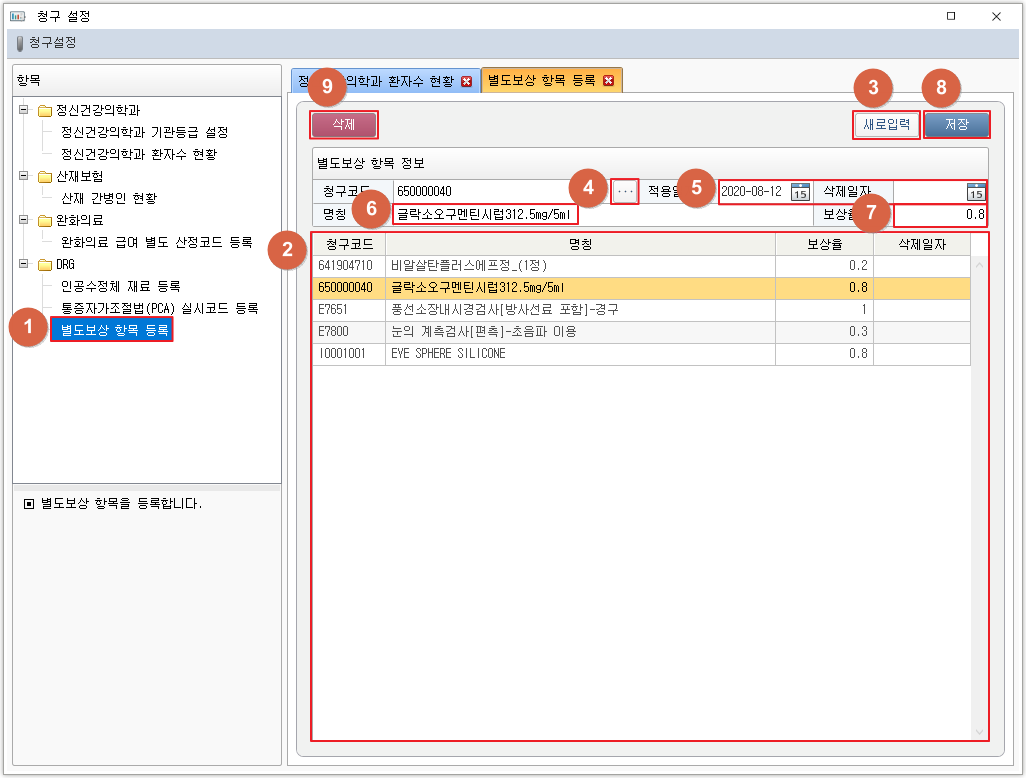 청구 설정
청구설정
항목
정신건강의학과
정신건강의학과 기관등급 설정
정신건강의학과 환자수 현황
산재보험
산재 간병인 현황
완화의료
완화의료 급여 별도 산정코드 등록
DRG
인공수정체 재료 등록
통증자가조절법(PCA) 실시코드 등록
1 별도보상 항목 등록
별도보상 항목을 등록합니다.
정 의학과 환자수 현황 별도보상 항목 등록
9 3 8
삭제 새로입력 저장
별도보상 항목 정보
청구코드 650000040 4 ... 적용일 5 2020-08-12 15 삭제일자 15
명칭 6 글락소오구멘틴시럽312.5mg/5ml 보상율 7 0.8
2
청구코드 명칭 보상율 삭제일자
641904710 비알살탄플러스에프정_(1정) 0.2
650000040 글락소오구멘틴시럽312.5mg/5ml 0.8
E7651 풍선소장내시경검사[방사선료 포함]-경구 1
E7800 눈의 계측검사[편측]-초음파 이용 0.3
I0001001 EYE SPHERE SILICONE 0.8